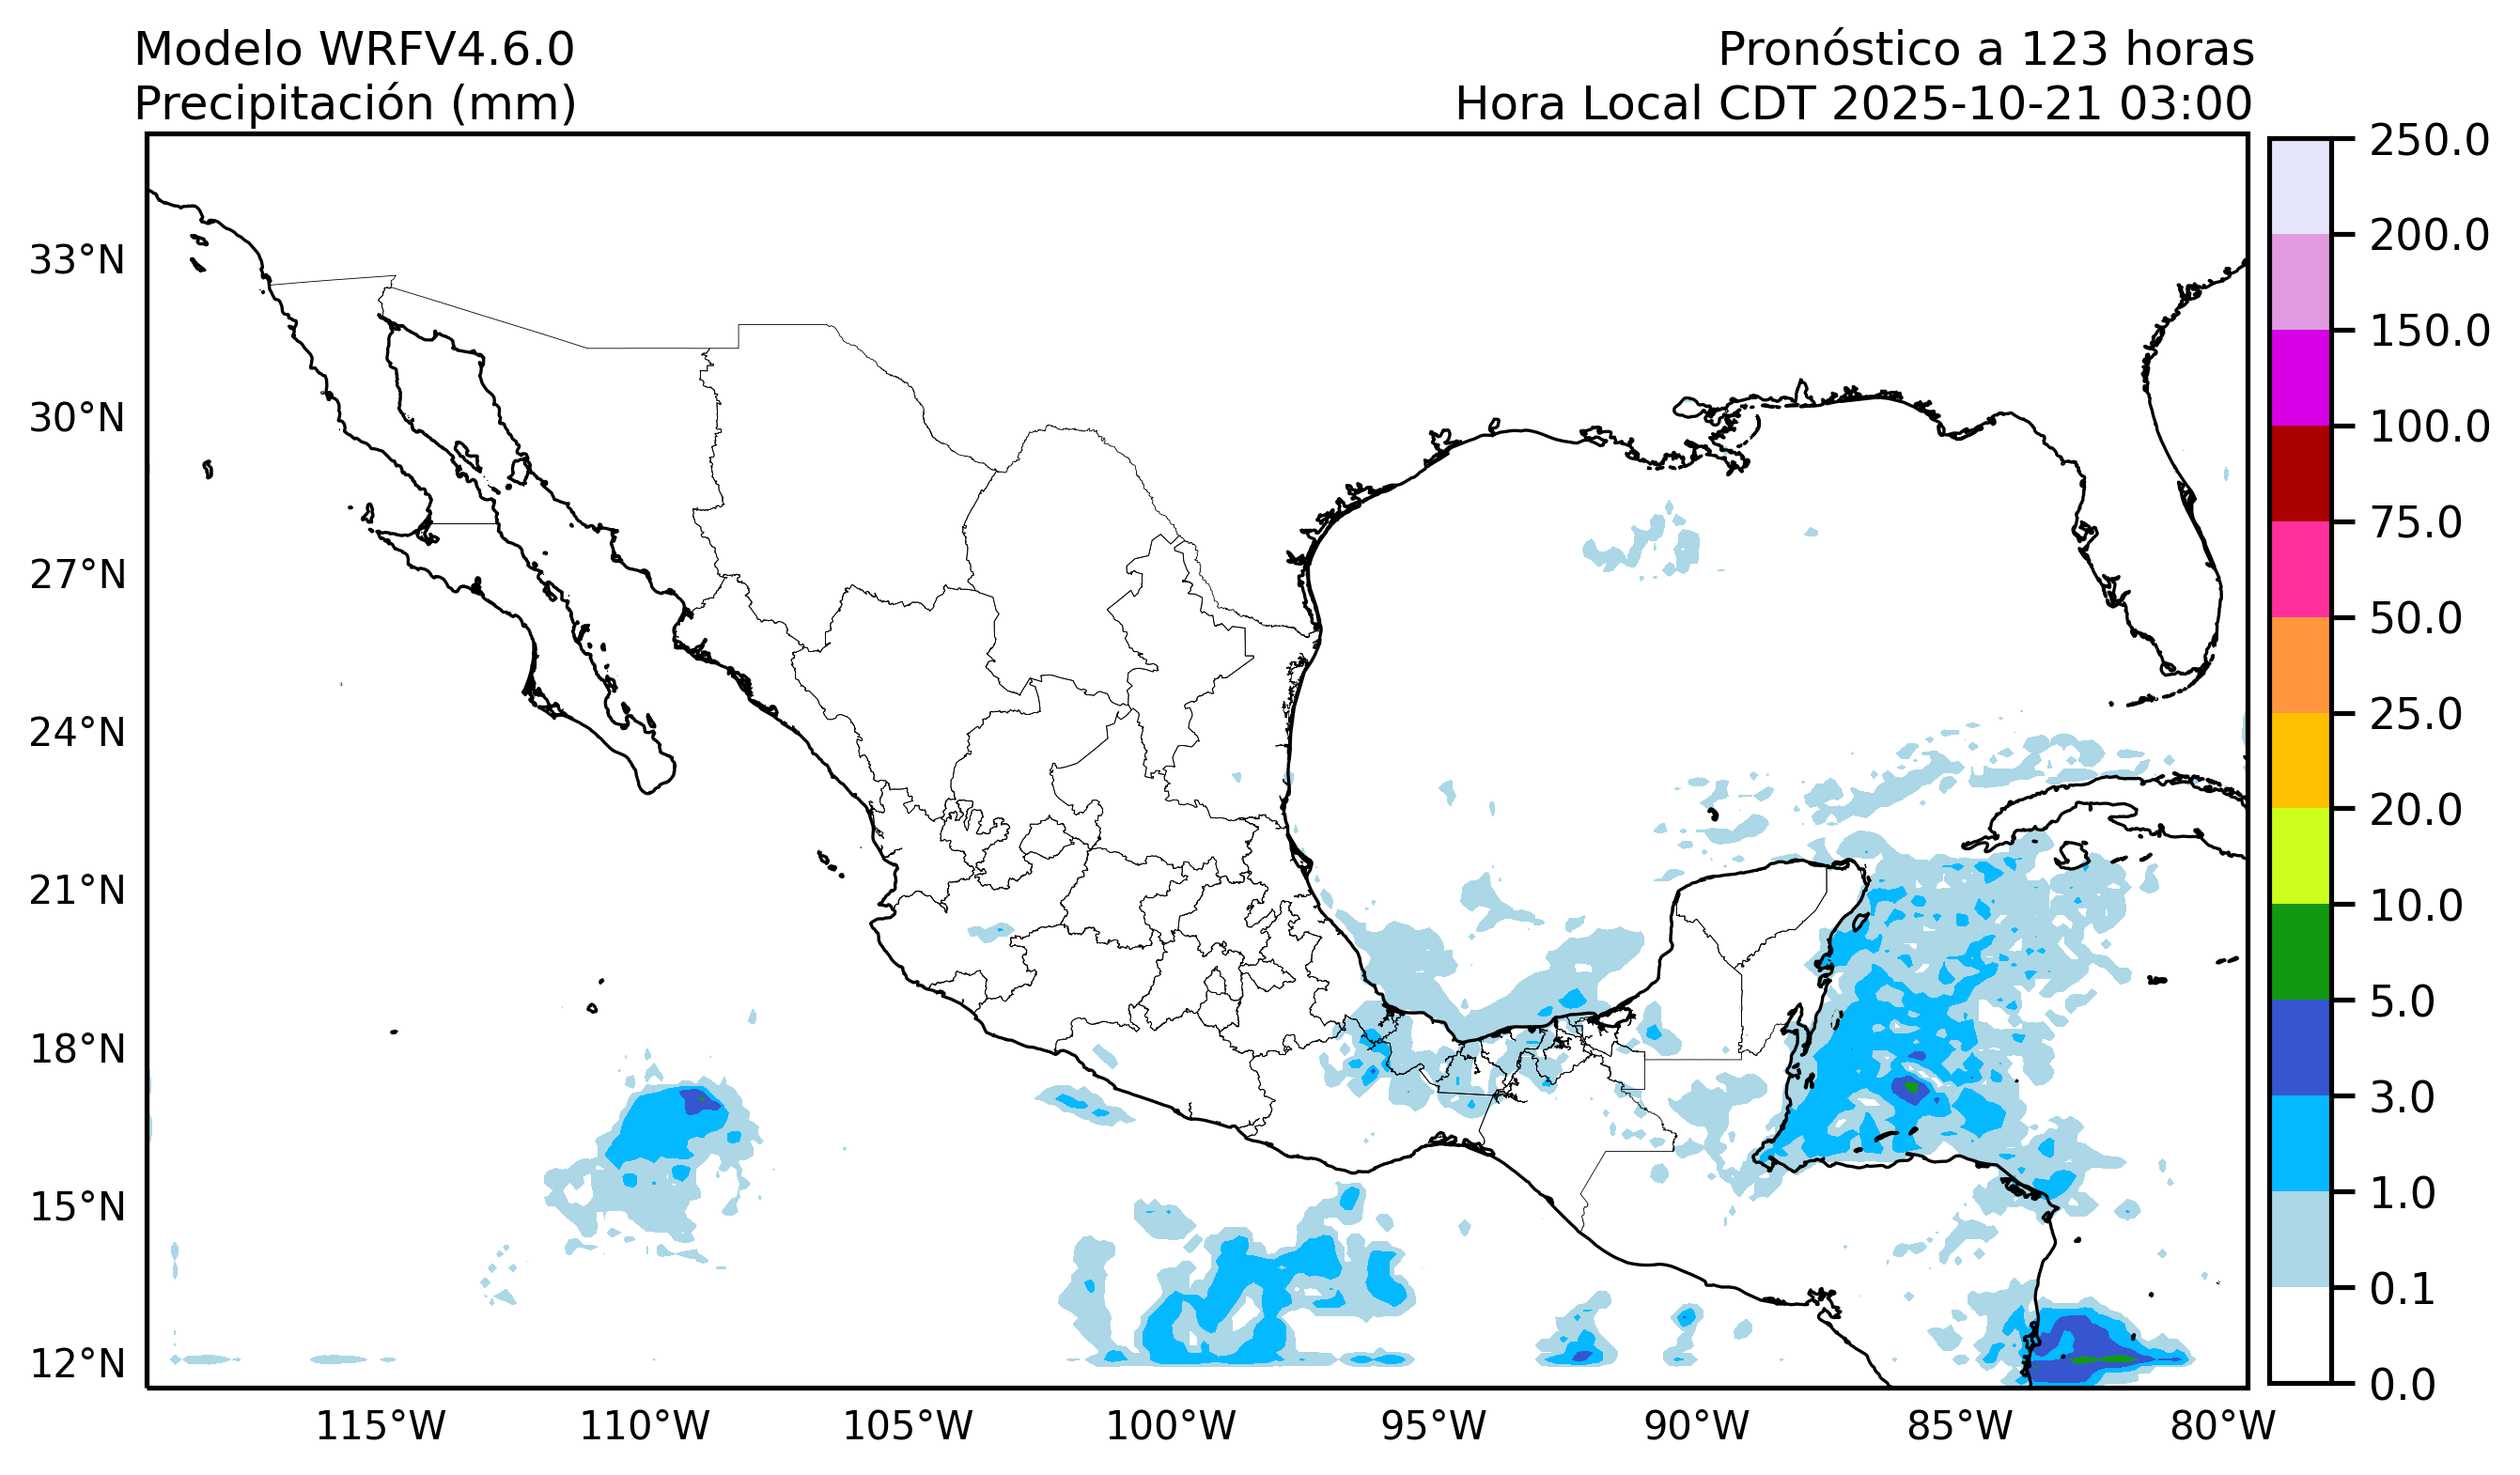 Modelo WRFV4.6.0
Pronóstico a 123 horas
Precipitación (mm)
Hora Local CDT 2025-10-21 03:00
250.0
200.0
150.0
100.0
75.0
50.0
25.0
20.0
10.0
5.0
3.0
1.0
0.1
0.0
33°N
30°N
27°N
24°N
21°N
18°N
15°N
12°N
115°W
110°W
105°W
100°W
95°W
90°W
85°W
80°W